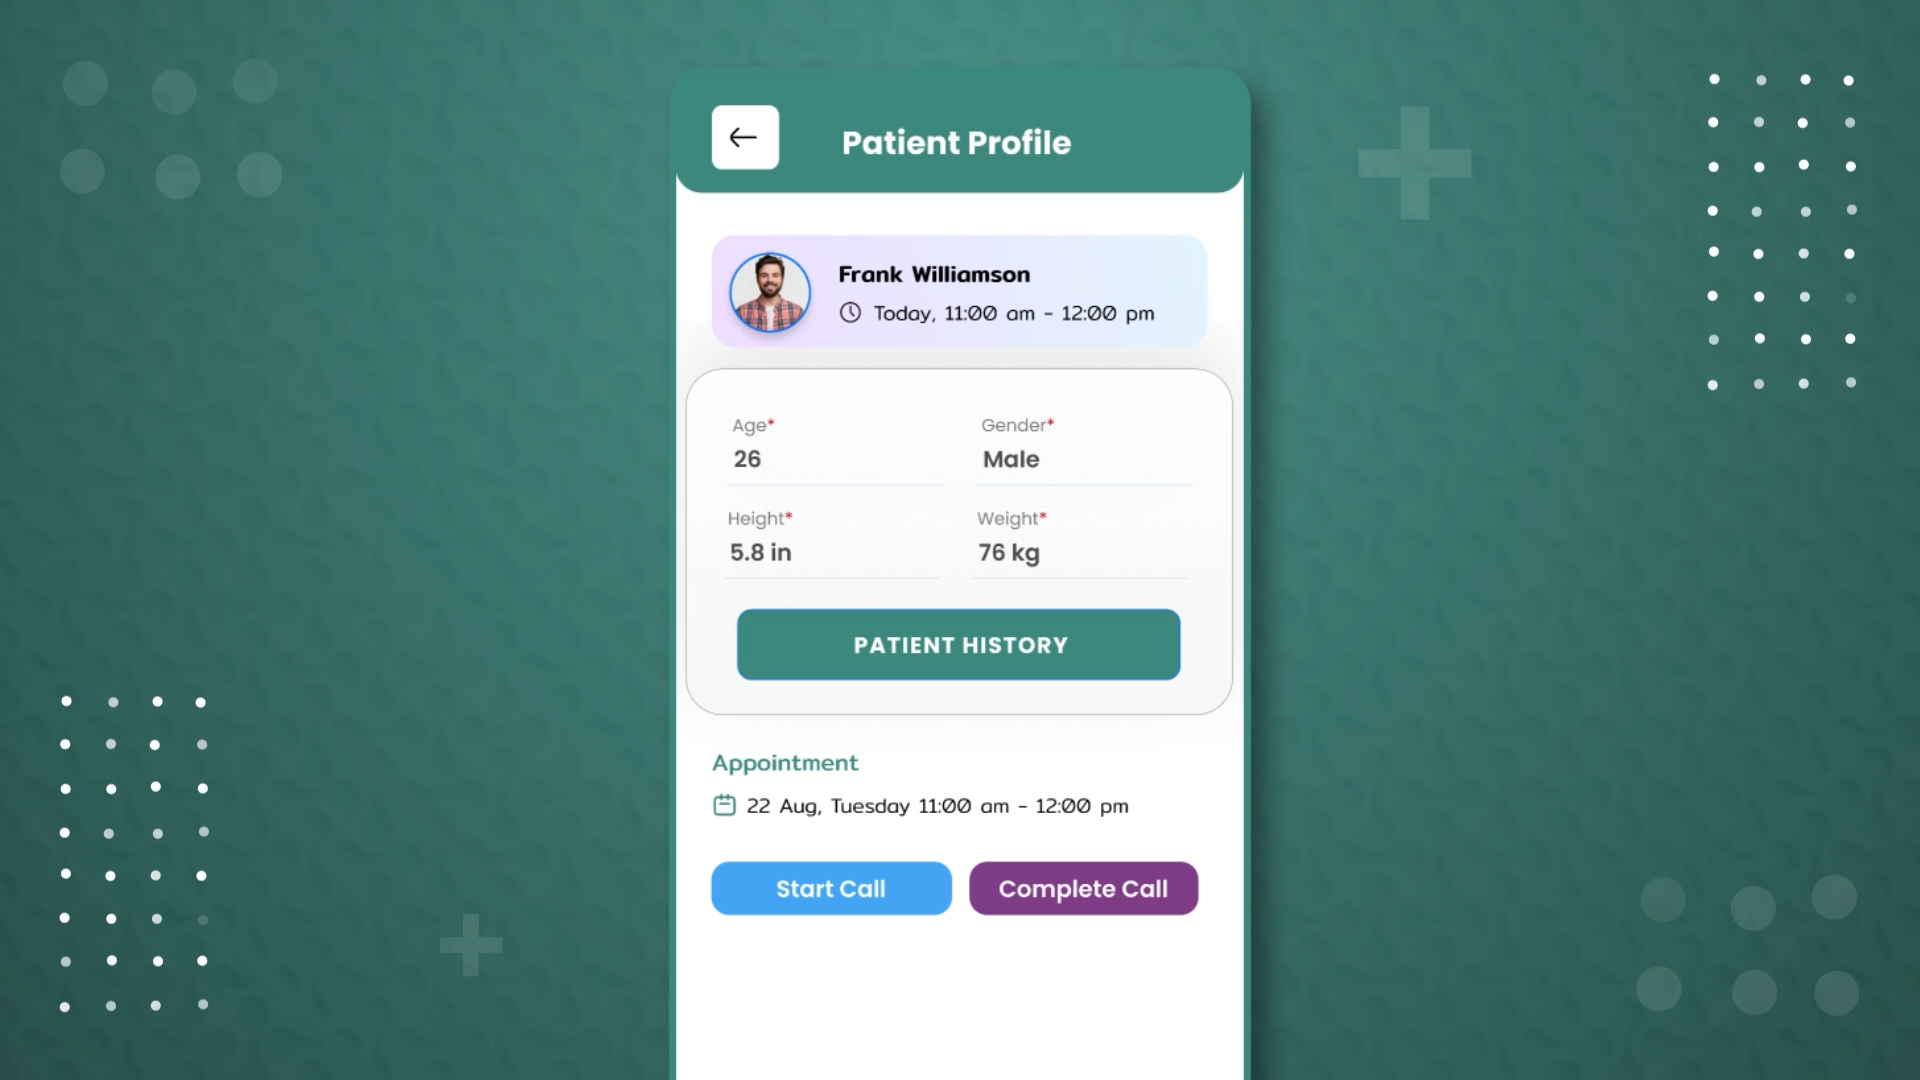 Patient Profile
Frank Williamson
Today, 11:00 am - 12:00 pm
Age* Gender*
26 Male
Height* Weight*
5.8 in 76 kg
PATIENT HISTORY
Appointment
22 Aug, Tuesday 11:00 am - 12:00 pm
Start Call Complete Call